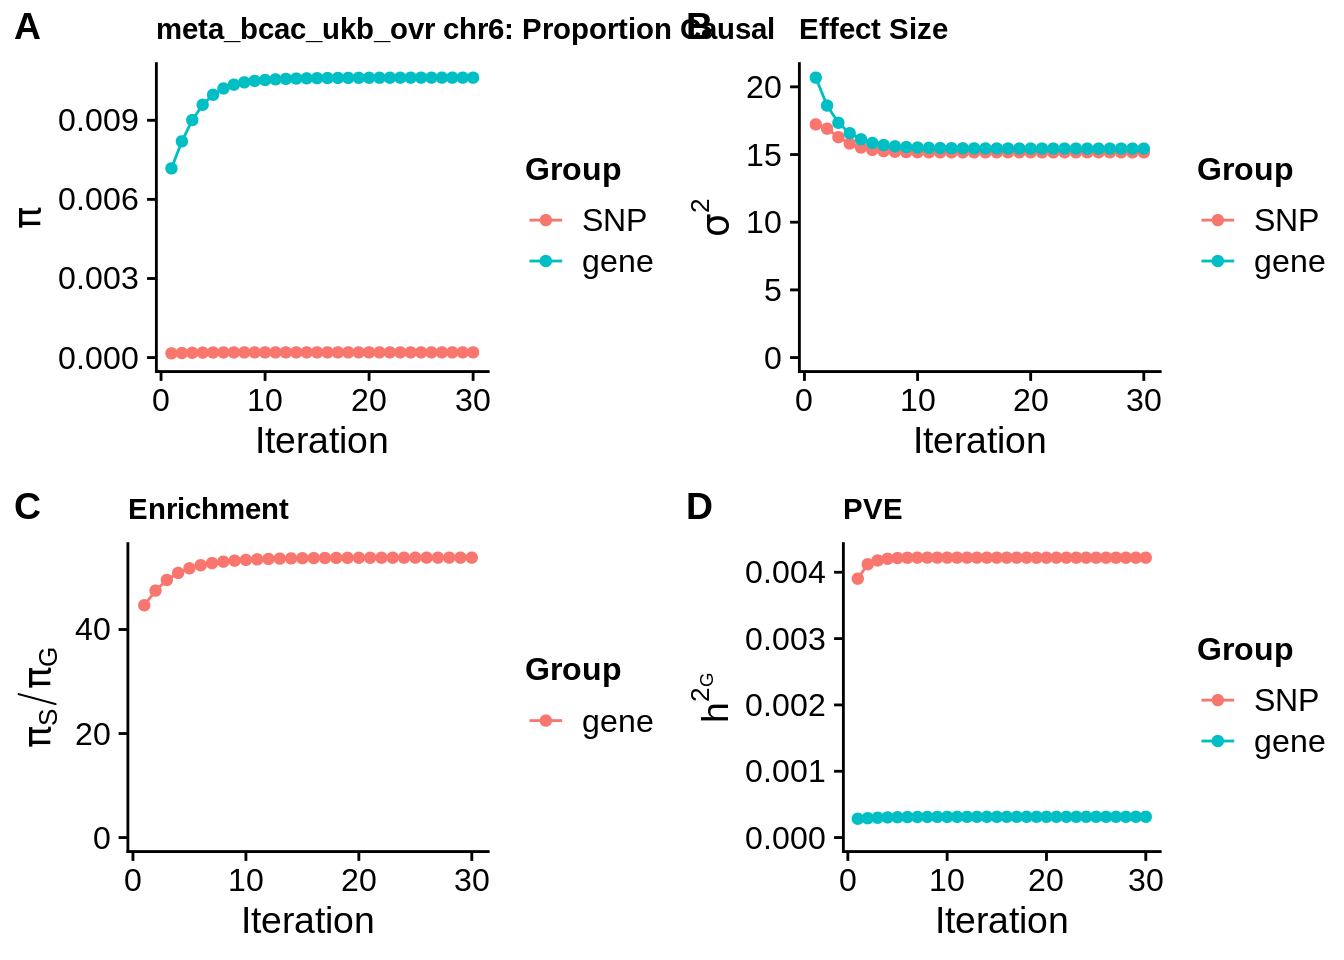 A meta_bcac_ukb_ovr chr6: Proportion Causal
0.009
0.006
0.003
0.000
π
0 10 20 30
Iteration
Group
SNP
gene
B Effect Size
20
15
10
5
0
σ²
0 10 20 30
Iteration
Group
SNP
gene
C Enrichment
40
20
0
πS/πG
0 10 20 30
Iteration
Group
gene
D PVE
0.004
0.003
0.002
0.001
0.000
h²G
0 10 20 30
Iteration
Group
SNP
gene